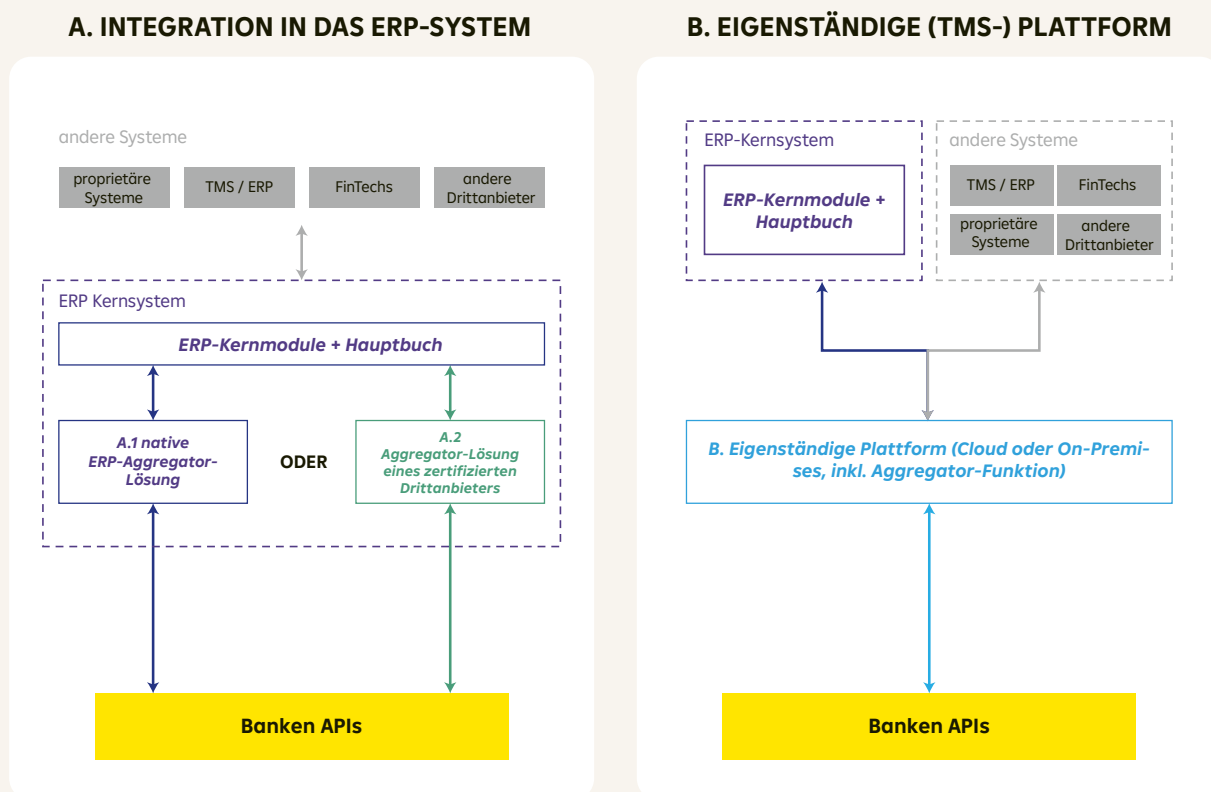 A. INTEGRATION IN DAS ERP-SYSTEM
andere Systeme
proprietäre
Systeme
TMS / ERP
FinTechs
andere
Drittanbieter
ERP Kernsystem
ERP-Kernmodule + Hauptbuch
A.1 native
ERP-Aggregator-
Lösung
ODER
A.2
Aggregator-Lösung
eines zertifizierten
Drittanbieters
Banken APIs
B. EIGENSTÄNDIGE (TMS-) PLATTFORM
ERP-Kernsystem
ERP-Kernmodule +
Hauptbuch
andere Systeme
TMS / ERP
FinTechs
proprietäre
Systeme
andere
Drittanbieter
B. Eigenständige Plattform (Cloud oder On-Premi-
ses, inkl. Aggregator-Funktion)
Banken APIs